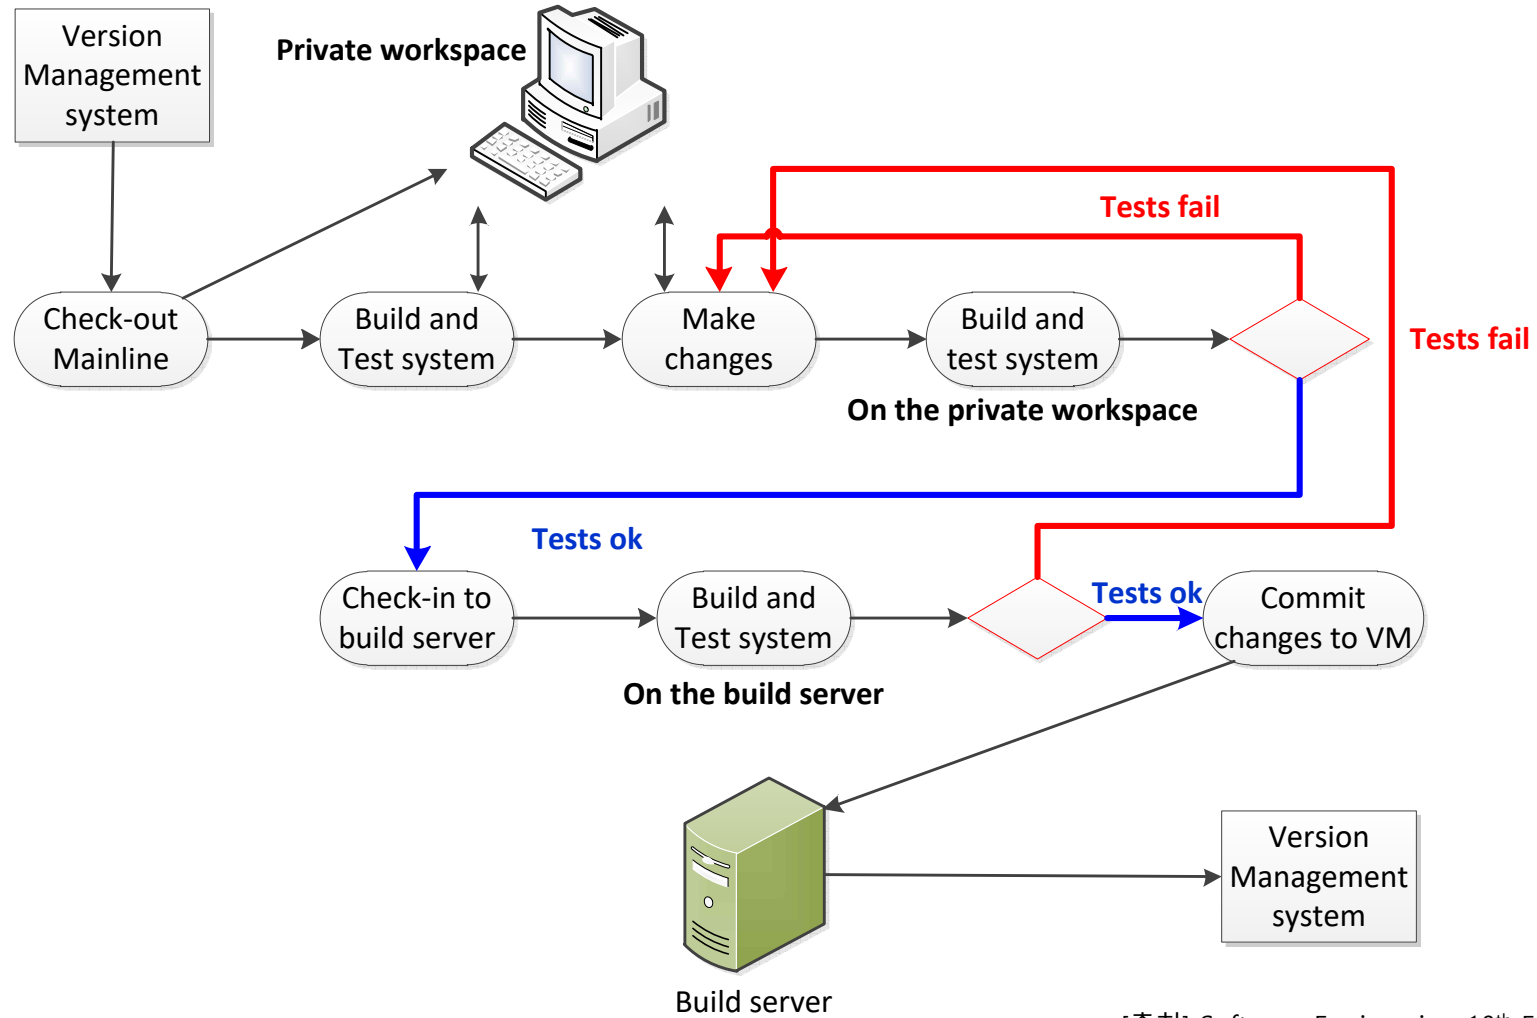 Version
Management
system
Private workspace
Tests fail
Check-out
Mainline
Build and
Test system
Make
changes
Build and
test system
Tests fail
On the private workspace
Tests ok
Check-in to
build server
Build and
Test system
Tests ok
Commit
changes to VM
On the build server
Version
Management
system
Build server